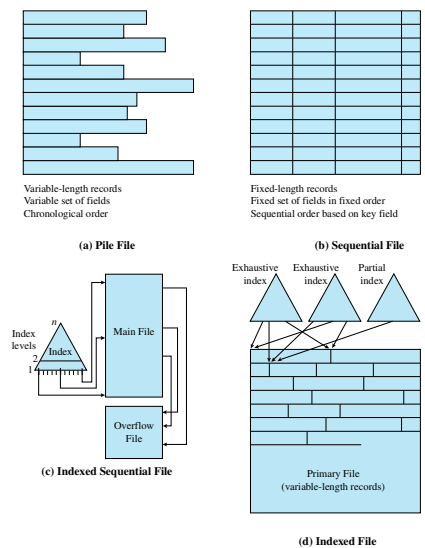 Variable-length records
Variable set of fields
Chronological order
(a) Pile File
Fixed-length records
Fixed set of fields in fixed order
Sequential order based on key field
(b) Sequential File
n
Index
levels
2
1
Index
Main File
Overflow
File
(c) Indexed Sequential File
Exhaustive
index
Exhaustive
index
Partial
index
Primary File
(variable-length records)
(d) Indexed File